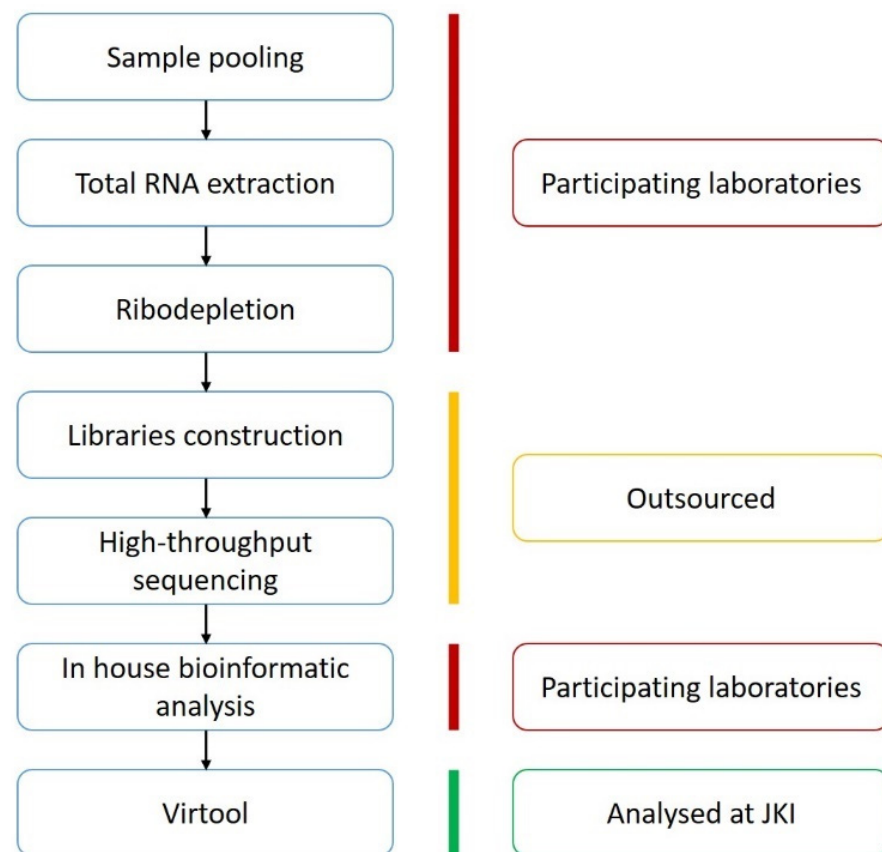 Sample pooling
Total RNA extraction
Participating laboratories
Ribodepletion
Libraries construction
Outsourced
High-throughput
sequencing
In house bioinformatic
analysis
Participating laboratories
Virtool
Analysed at JKI